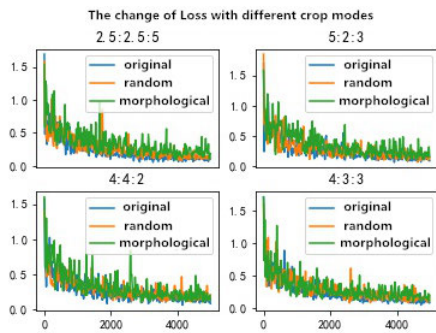 The change of Loss with different crop modes
2.5:2.5:5
5:2:3
1.5
1.0
0.5
0.0
original
random
morphological
1.5
1.0
0.5
0.0
original
random
morphological
4:4:2
4:3:3
1.5
1.0
0.5
0.0
original
random
morphological
0
2000
4000
1.5
1.0
0.5
0.0
original
random
morphological
0
2000
4000